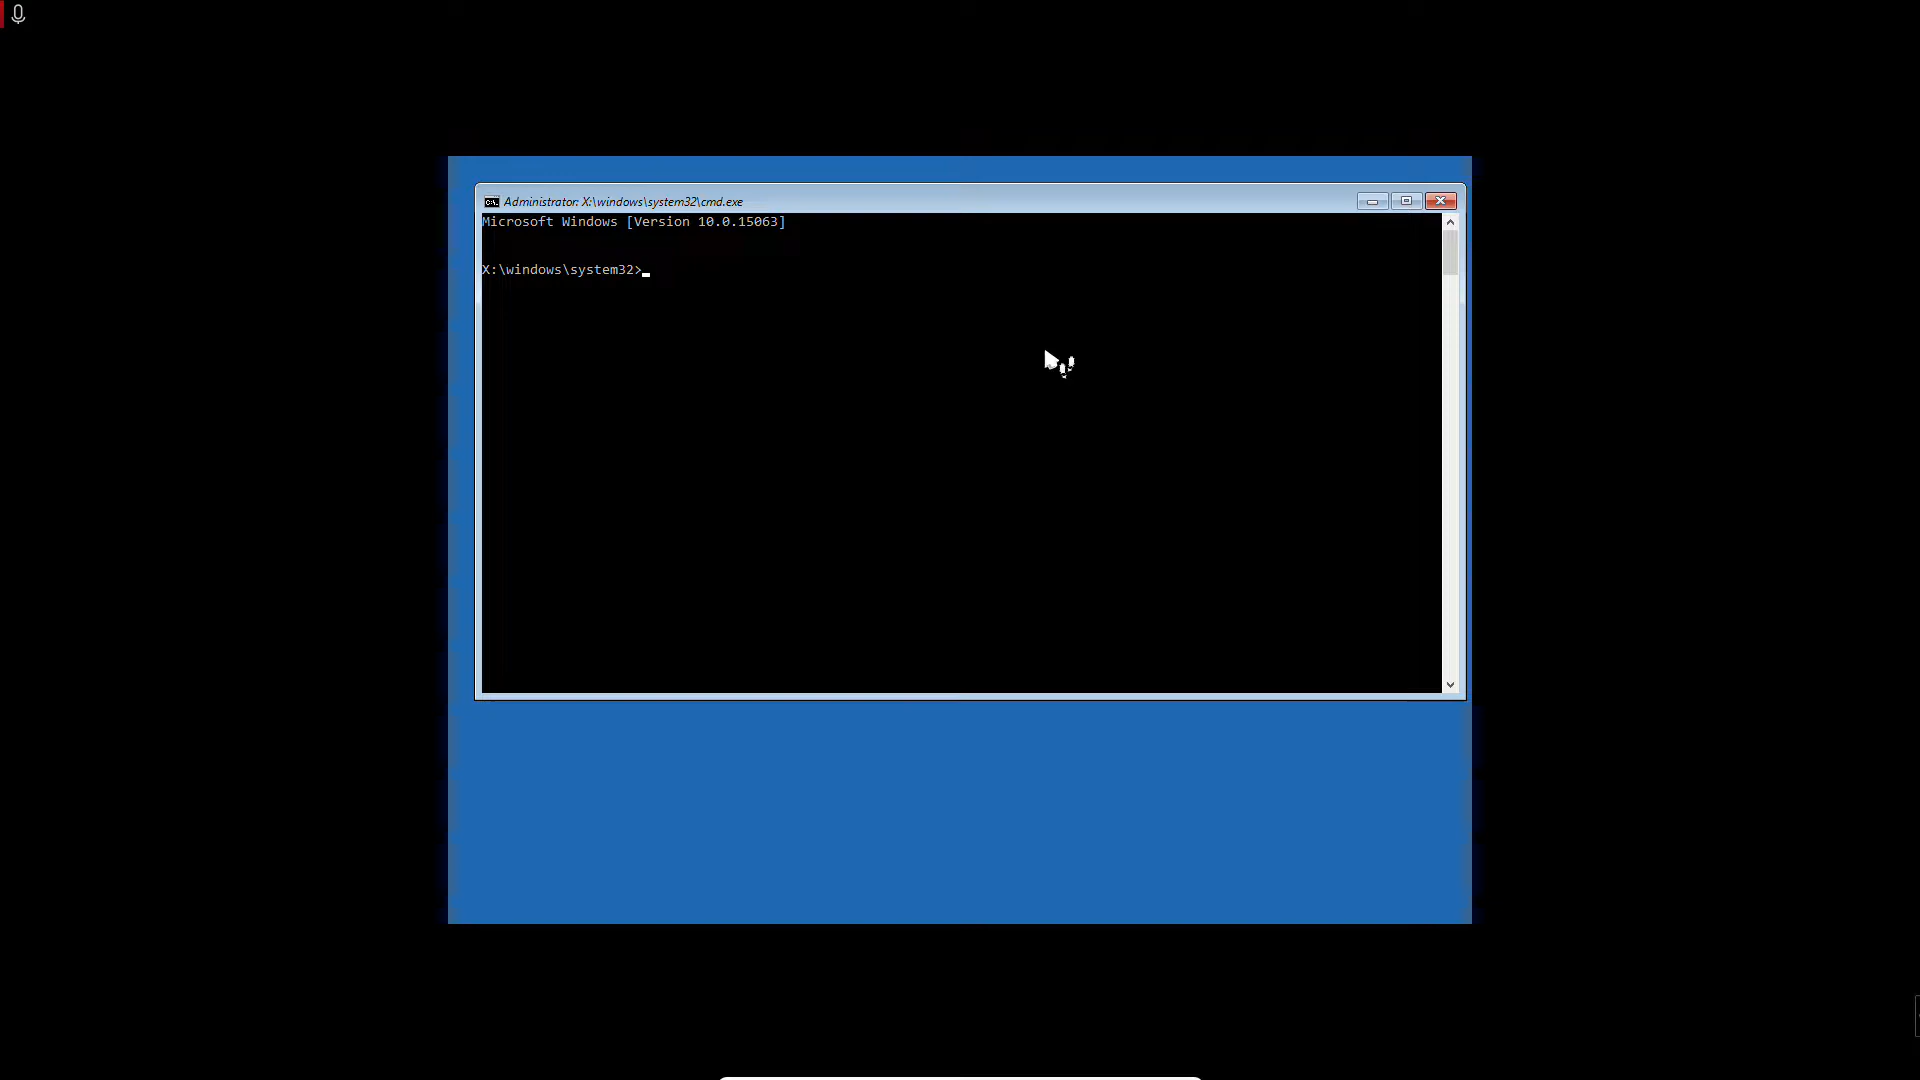 Administrator: X:\windows\system32\cmd.exe
Microsoft Windows [Version 10.0.15063]
X:\windows\system32>